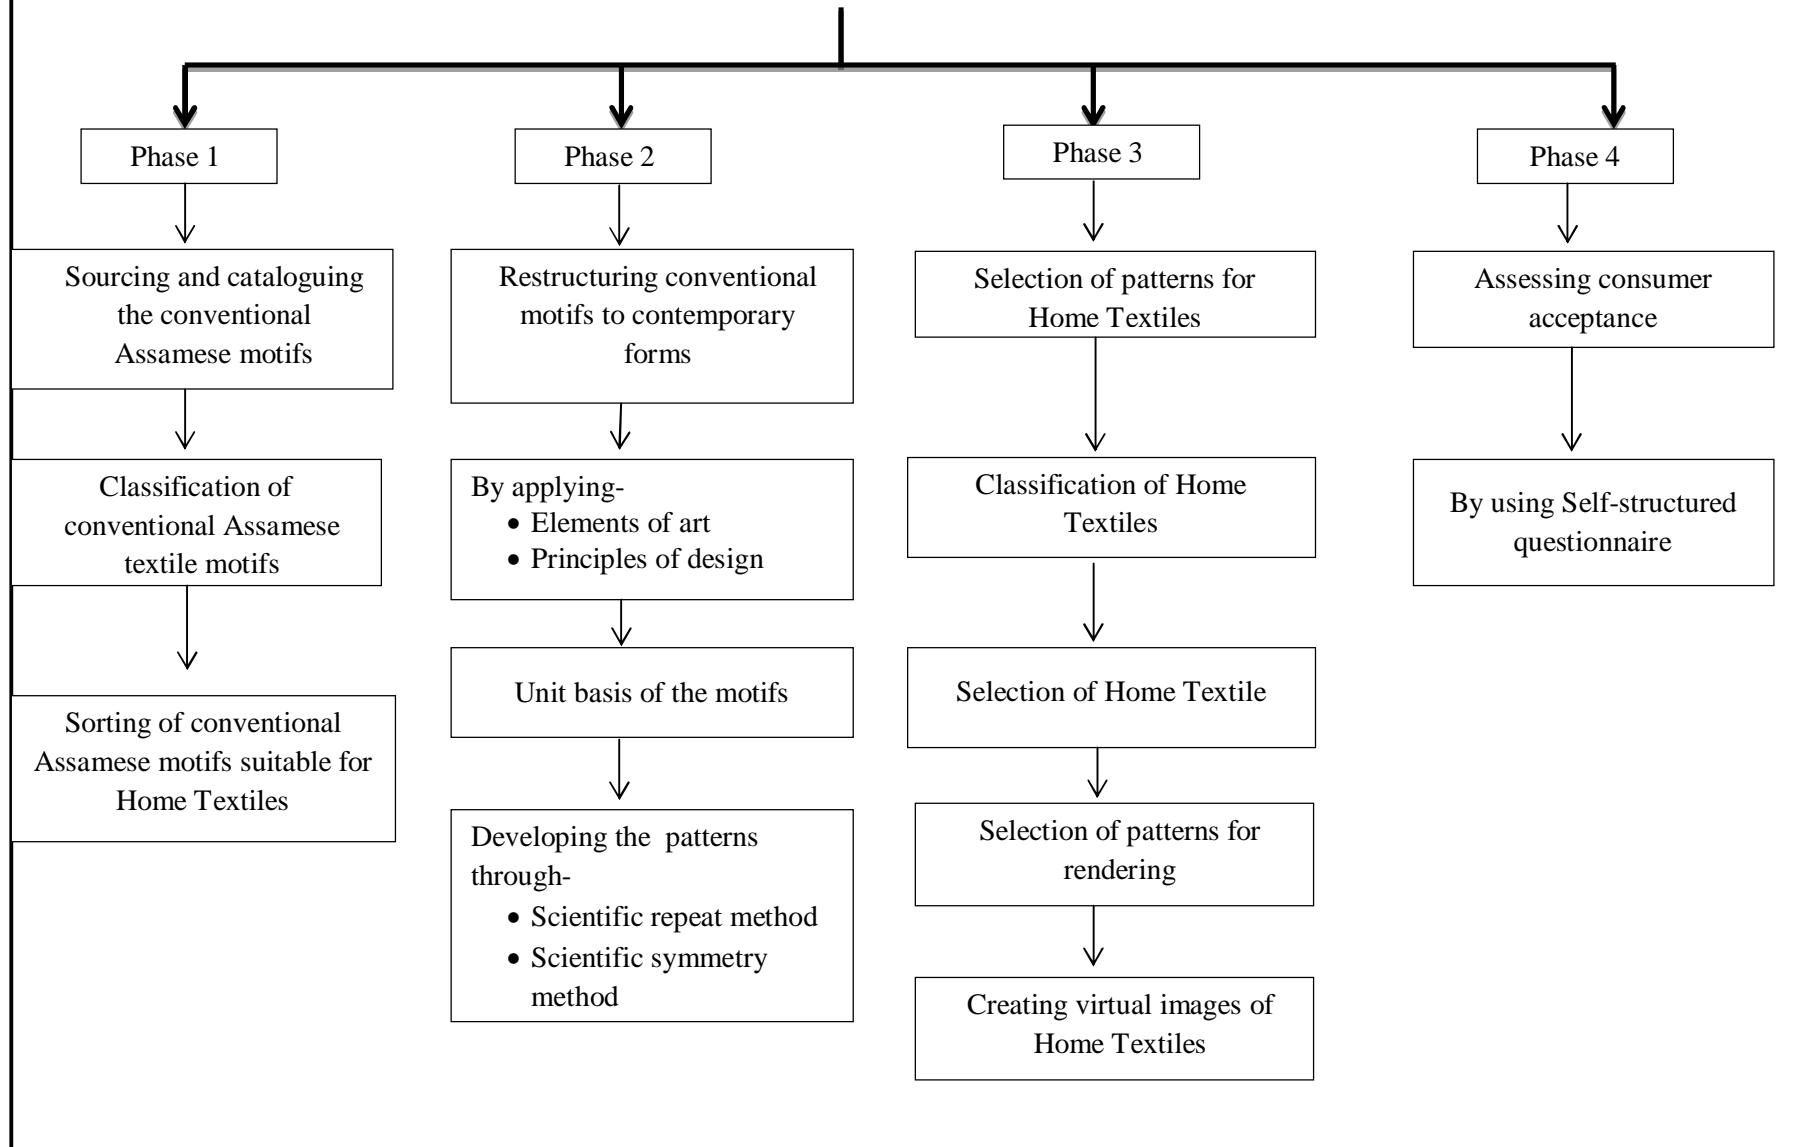 Phase 1
Sourcing and cataloguing
the conventional
Assamese motifs
Classification of
conventional Assamese
textile motifs
Sorting of conventional
Assamese motifs suitable for
Home Textiles
Phase 2
Restructuring conventional
motifs to contemporary
forms
By applying-
• Elements of art
• Principles of design
Unit basis of the motifs
Developing the patterns
through-
• Scientific repeat method
• Scientific symmetry
method
Phase 3
Selection of patterns for
Home Textiles
Classification of Home
Textiles
Selection of Home Textile
Selection of patterns for
rendering
Creating virtual images of
Home Textiles
Phase 4
Assessing consumer
acceptance
By using Self-structured
questionnaire